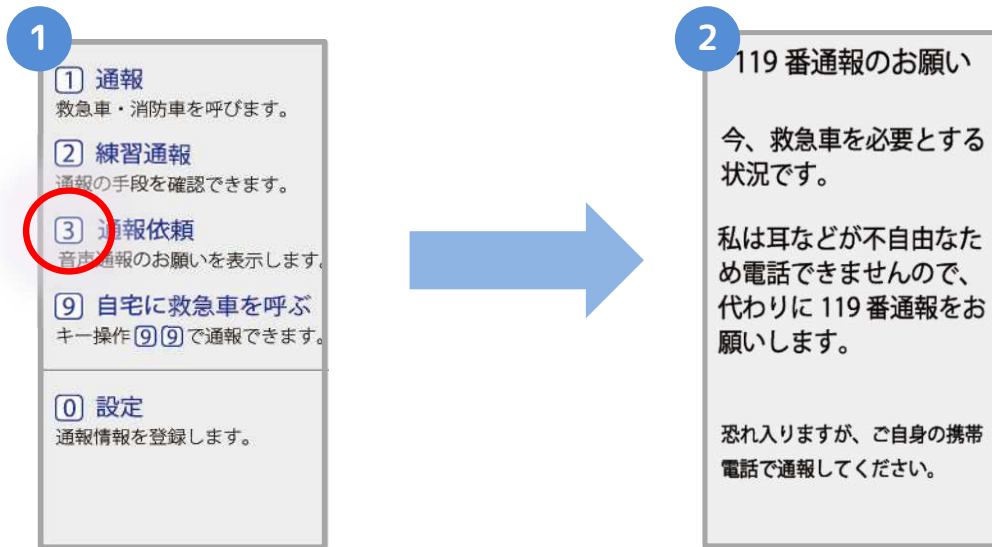 1
1 通報
救急車・消防車を呼びます。
2 練習通報
通報の手段を確認できます。
3 通報依頼
音声通報のお願いを表示します。
9 自宅に救急車を呼ぶ
キー操作99で通報できます。
0 設定
通報情報を登録します。
2
119 番通報のお願い
今、救急車を必要とする
状況です。
私は耳などが不自由なた
め電話できませんので、
代わりに 119 番通報をお
願いします。
恐れ入りますが、ご自身の携帯
電話で通報してください。